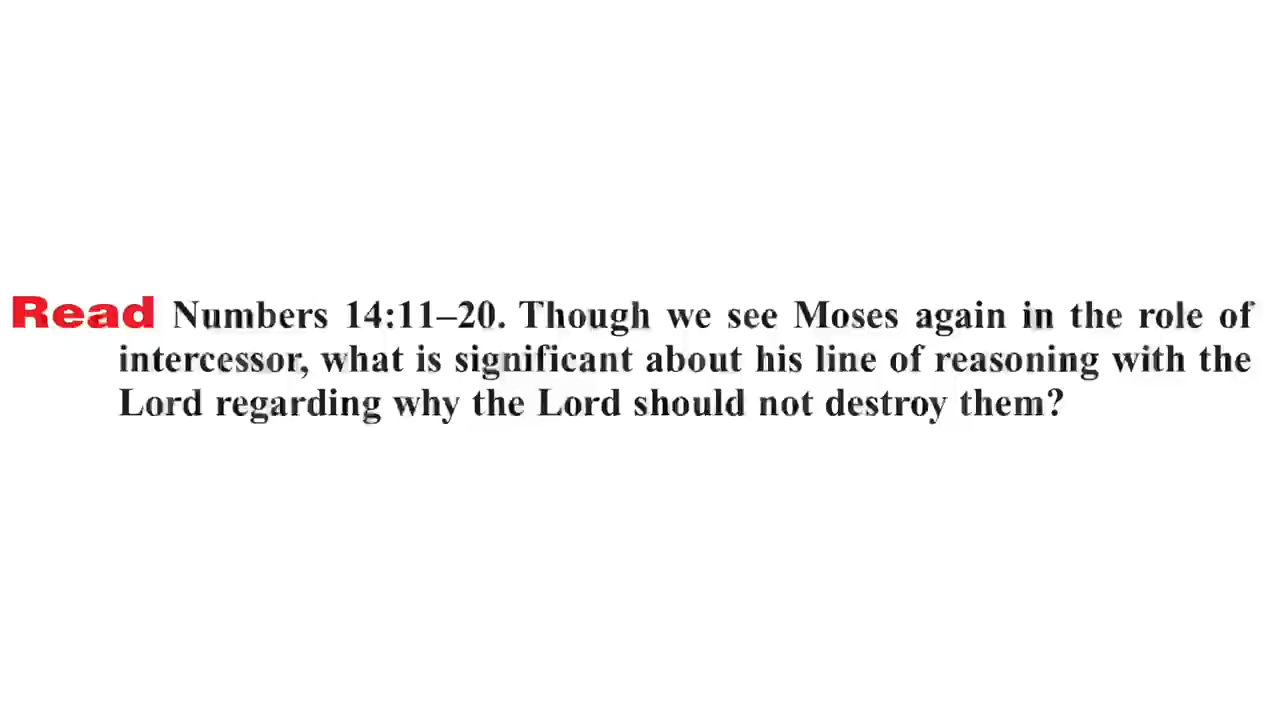 Read Numbers 14:11–20. Though we see Moses again in the role of
intercessor, what is significant about his line of reasoning with the
Lord regarding why the Lord should not destroy them?